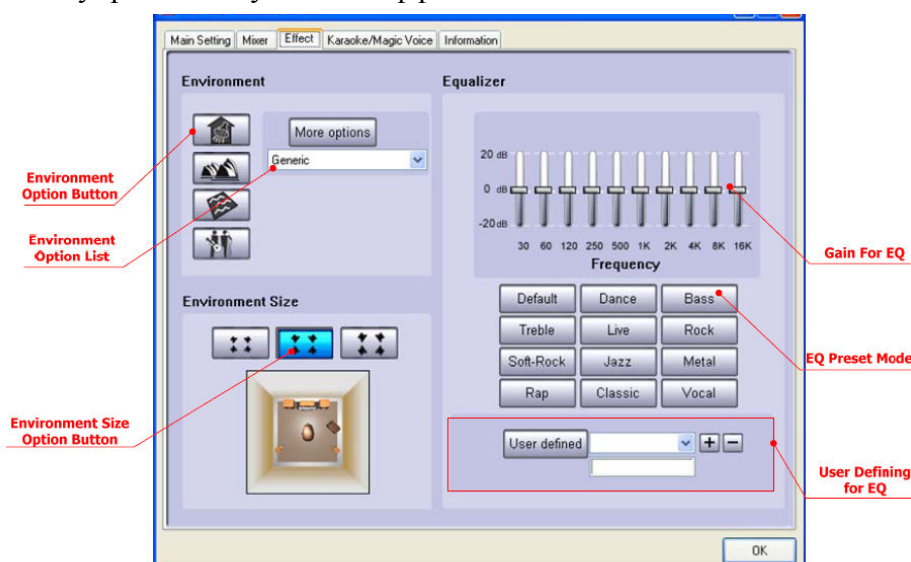 Main Setting Mixer Effect Karaoke/Magic Voice Information
Environment
More options
Generic
Environment
Option Button
Environment
Option List
Environment Size
Environment Size
Option Button
Equalizer
20 dB
0 dB
-20 dB
30 60 120 250 500 1K 2K 4K 8K 16K
Frequency
Gain For EQ
Default Dance Bass
Treble Live Rock
Soft-Rock Jazz Metal
Rap Classic Vocal
EQ Preset Mode
User defined
User Defining
for EQ
OK